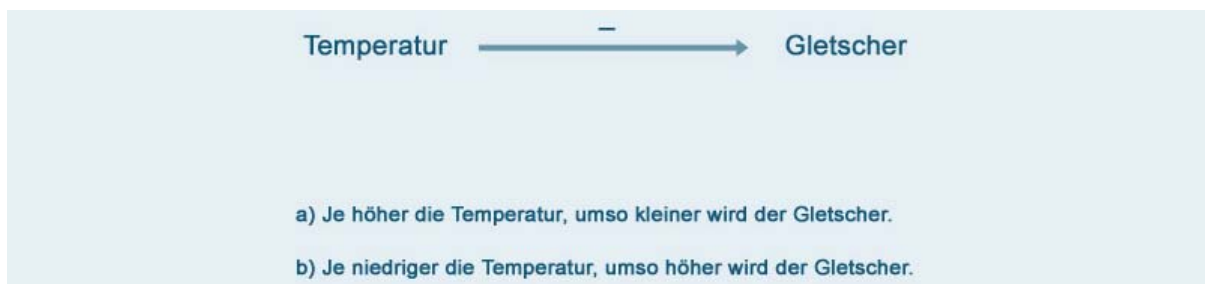 –
Temperatur Gletscher
a) Je höher die Temperatur, umso kleiner wird der Gletscher.
b) Je niedriger die Temperatur, umso höher wird der Gletscher.